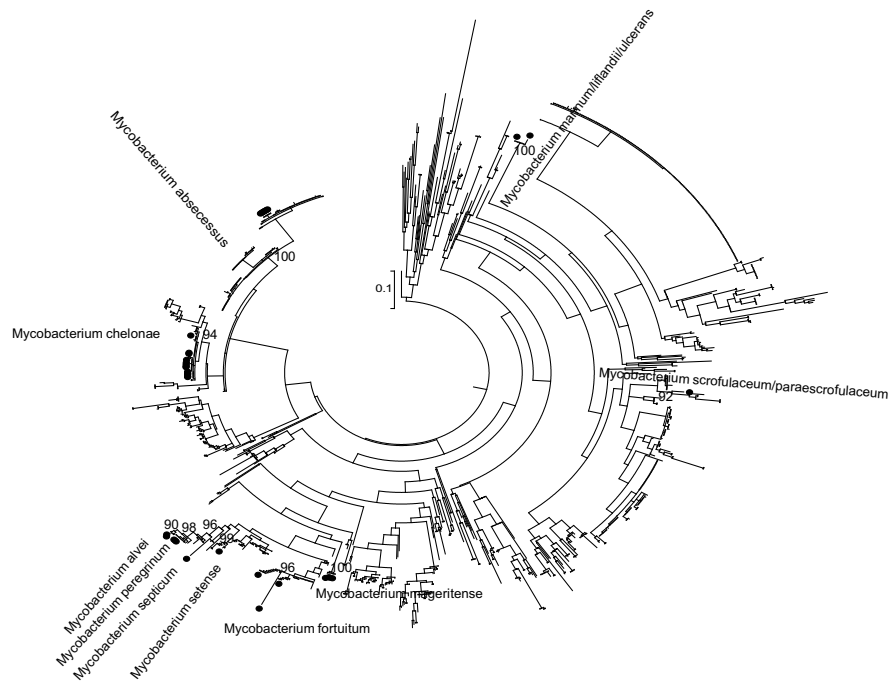 Mycobacterium marinum/liflandii/ulcerans
100
Mycobacterium absecessus
100
0.1
Mycobacterium chelonae
94
Mycobacterium scrofulaceum/paraescrofulaceum
92
90
98
96
99
Mycobacterium alvei
Mycobacterium peregrinum
Mycobacterium septicum
Mycobacterium setense
96
100
Mycobacterium mageritense
Mycobacterium fortuitum